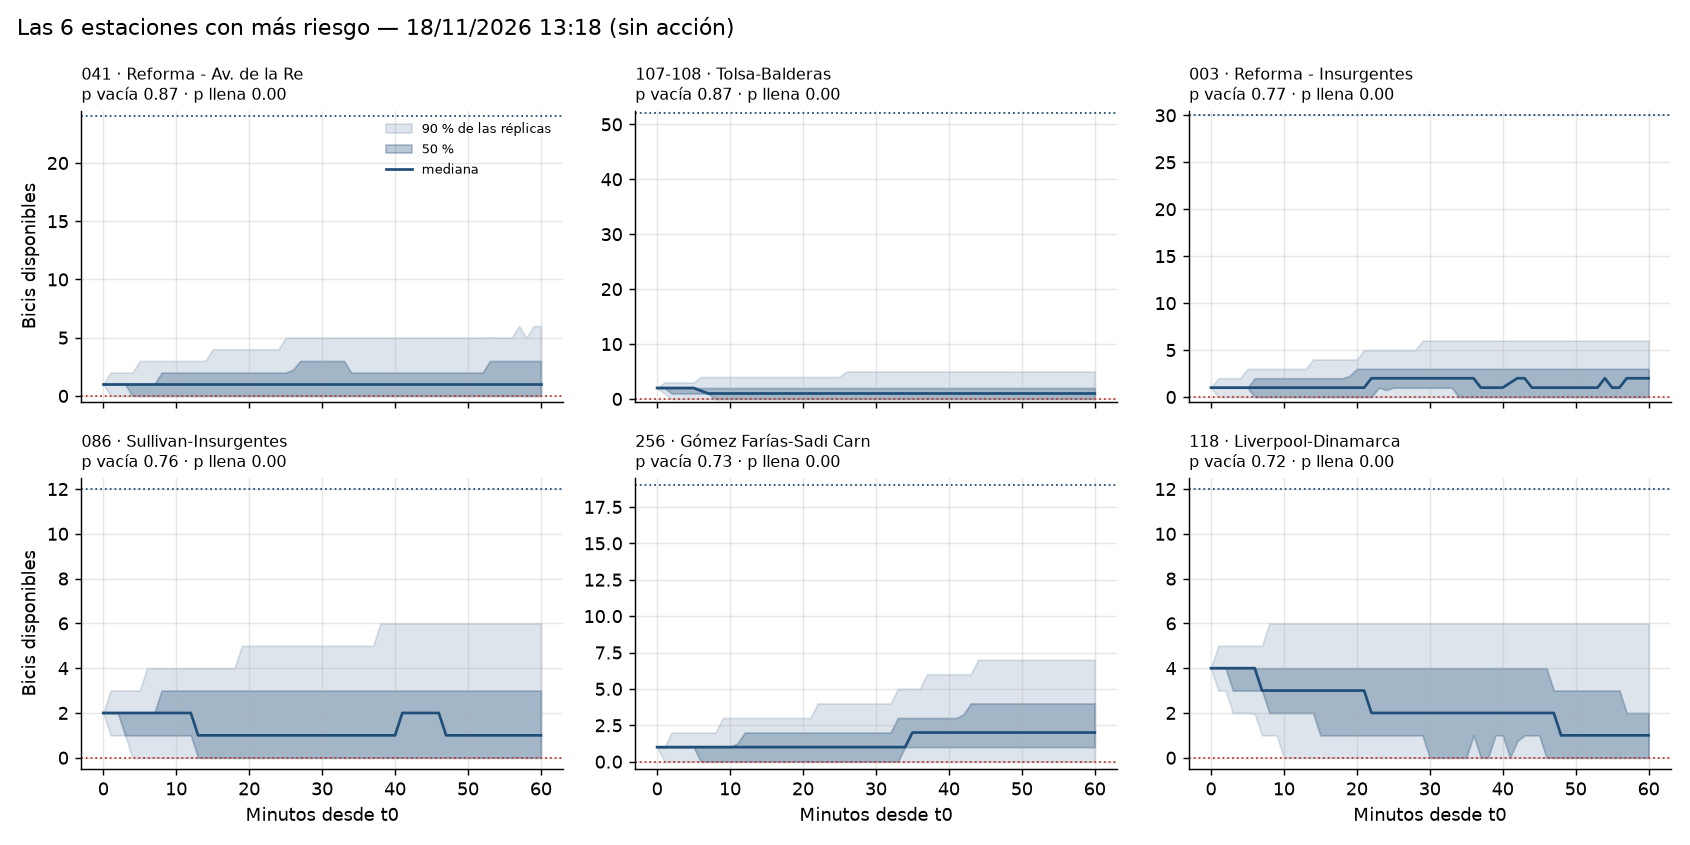 Las 6 estaciones con más riesgo — 18/11/2026 13:18 (sin acción)
041 · Reforma - Av. de la Re
p vacía 0.87 · p llena 0.00
90 % de las réplicas
50 %
mediana
Bicis disponibles
20
15
10
5
0
107-108 · Tolsa-Balderas
p vacía 0.87 · p llena 0.00
50
40
30
20
10
0
003 · Reforma - Insurgentes
p vacía 0.77 · p llena 0.00
30
25
20
15
10
5
0
086 · Sullivan-Insurgentes
p vacía 0.76 · p llena 0.00
Bicis disponibles
12
10
8
6
4
2
0
0 10 20 30 40 50 60
Minutos desde t0
256 · Gómez Farías-Sadi Carn
p vacía 0.73 · p llena 0.00
17.5
15.0
12.5
10.0
7.5
5.0
2.5
0.0
0 10 20 30 40 50 60
Minutos desde t0
118 · Liverpool-Dinamarca
p vacía 0.72 · p llena 0.00
12
10
8
6
4
2
0
0 10 20 30 40 50 60
Minutos desde t0